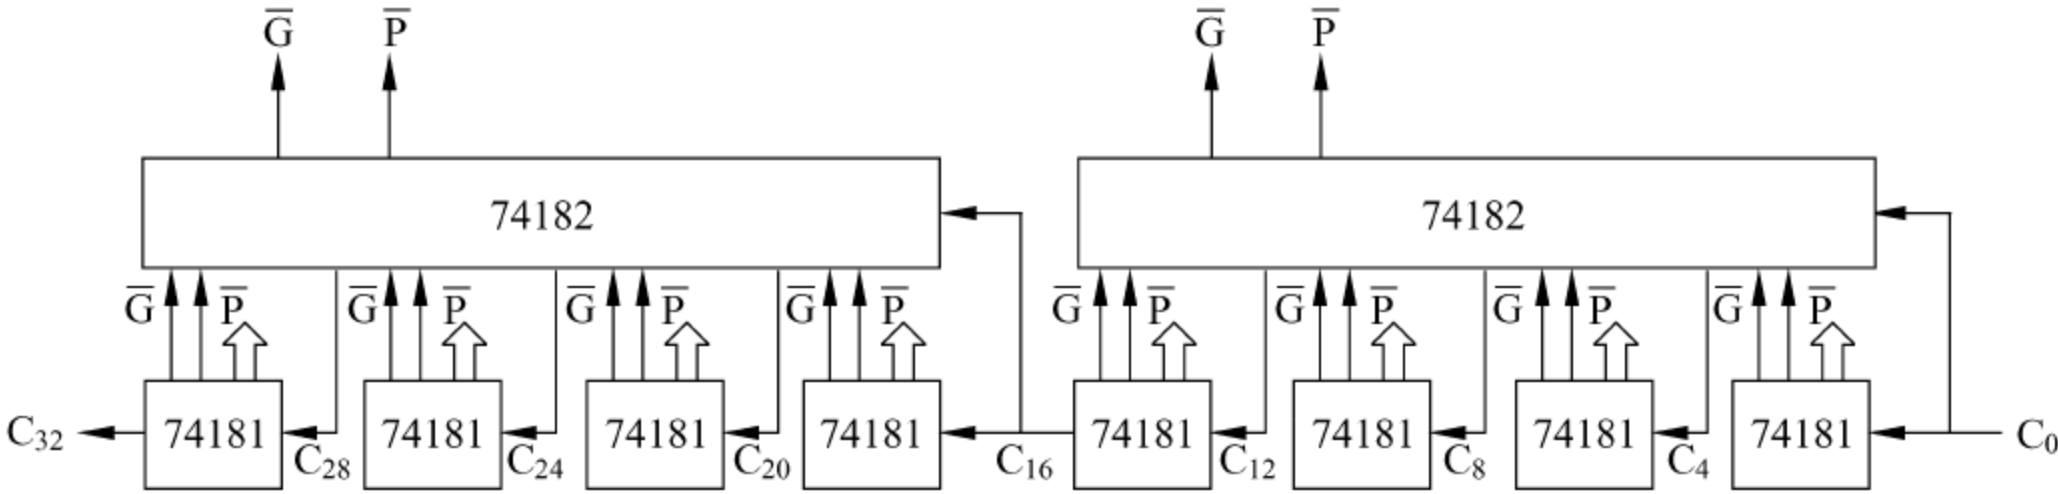 G̅ P̅ G̅ P̅
74182 74182
G̅ P̅ G̅ P̅ G̅ P̅ G̅ P̅ G̅ P̅ G̅ P̅ G̅ P̅ G̅ P̅
C₃₂ 74181 74181 74181 74181 74181 74181 74181 74181 C₀
C₂₈ C₂₄ C₂₀ C₁₆ C₁₂ C₈ C₄